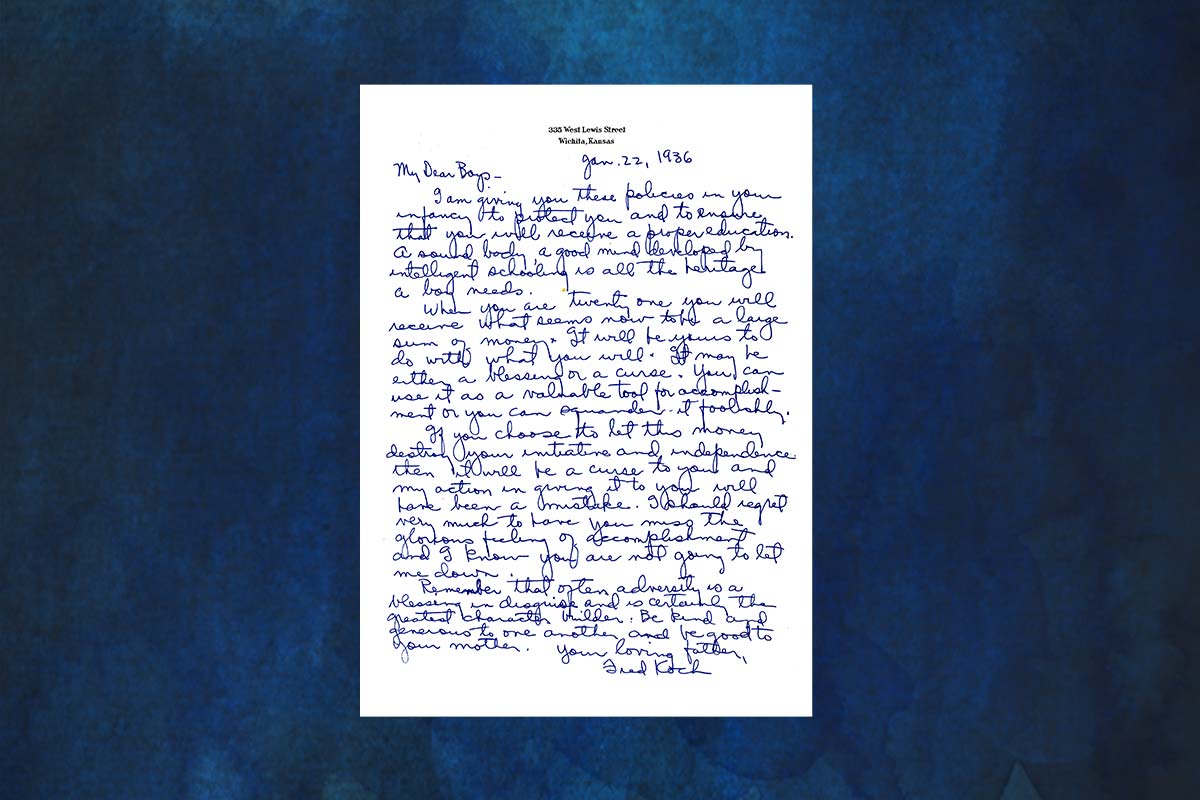 335 West Lewis Street
Wichita, Kansas
Jan. 22, 1936
My Dear Boys-
I am giving you these policies in your
infancy to protect you and to ensure
that you will receive a proper education.
A sound body, a good mind developed by
intelligent schooling is all the heritage
a boy needs.
When you are twenty one you will
receive what seems now to be a large
sum of money. It will be yours to
do with what you will. It may be
either a blessing or a curse. You can
use it as a valuable tool for accomplish-
ment or you can squander it foolishly.
If you choose to let this money
destroy your initiative and independence
then it will be a curse to you and
my action in giving it to you will
have been a mistake. I should regret
very much to have you miss the
glorious feeling of accomplishment
and I know you are not going to let
me down.
Remember that often adversity is a
blessing in disguise and is certainly the
greatest character builder. Be kind and
generous to one another and be good to
your mother. Your loving father,
Fred Koch